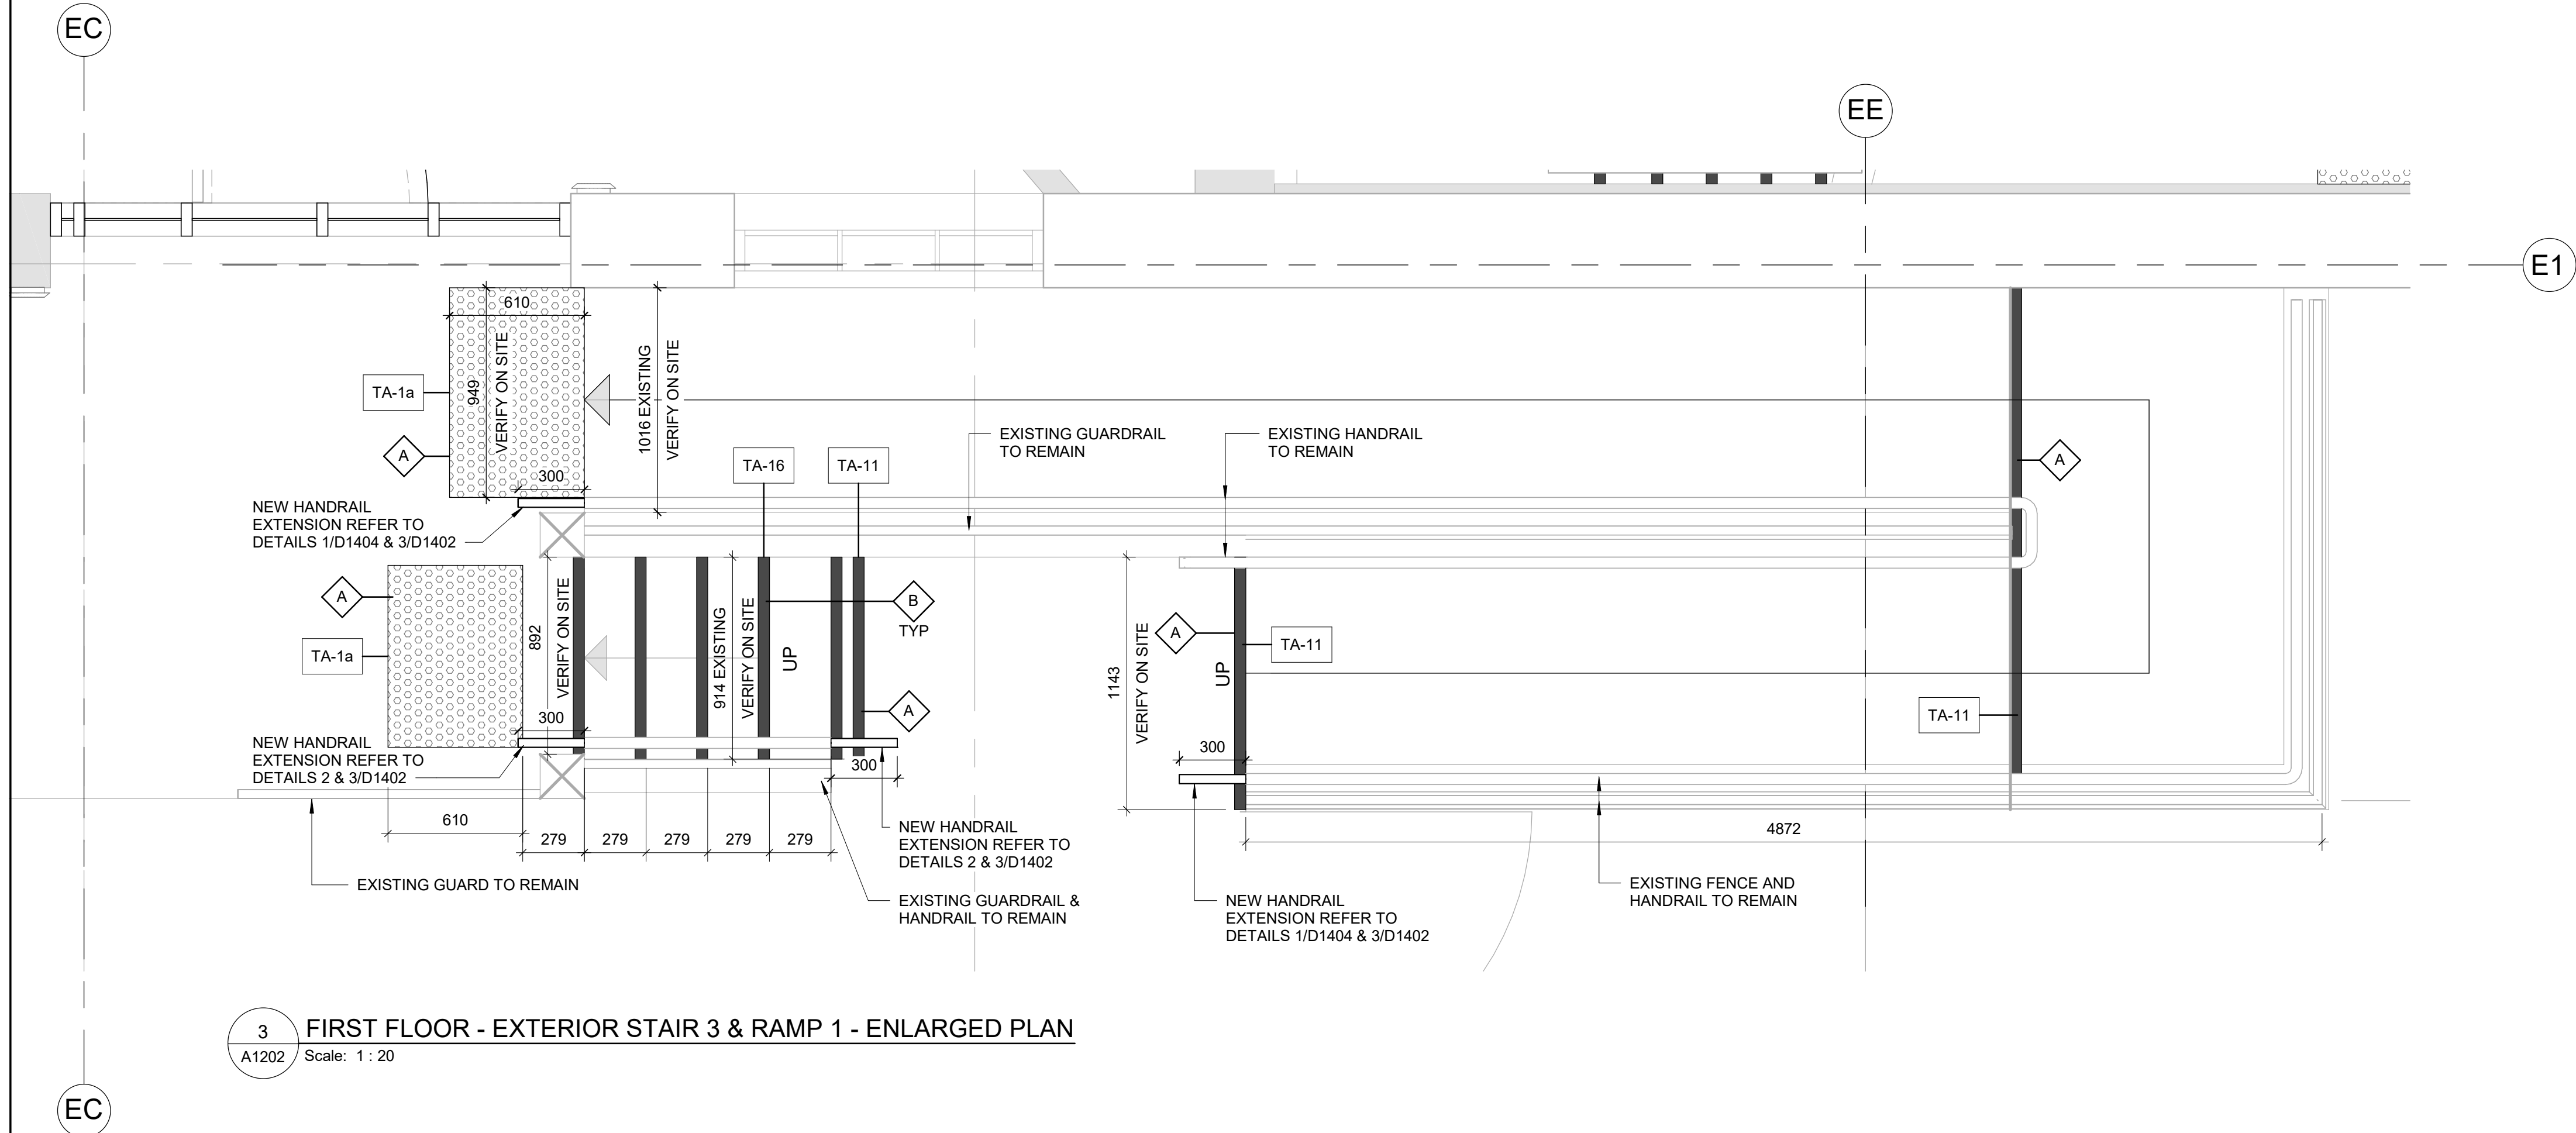 EC
EE
E1
610
949
VERIFY ON SITE
1016 EXISTING
VERIFY ON SITE
TA-1a
A
300
NEW HANDRAIL
EXTENSION REFER TO
DETAILS 1/D1404 & 3/D1402
TA-16
TA-11
EXISTING GUARDRAIL
TO REMAIN
EXISTING HANDRAIL
TO REMAIN
A
A
TA-1a
892
VERIFY ON SITE
914 EXISTING
VERIFY ON SITE
UP
B
TYP
A
300
NEW HANDRAIL
EXTENSION REFER TO
DETAILS 2 & 3/D1402
300
1143
VERIFY ON SITE
A
UP
TA-11
300
TA-11
610
279
279
279
279
279
4872
NEW HANDRAIL
EXTENSION REFER TO
DETAILS 2 & 3/D1402
EXISTING GUARD TO REMAIN
EXISTING GUARDRAIL &
HANDRAIL TO REMAIN
NEW HANDRAIL
EXTENSION REFER TO
DETAILS 1/D1404 & 3/D1402
EXISTING FENCE AND
HANDRAIL TO REMAIN
3
A1202
FIRST FLOOR - EXTERIOR STAIR 3 & RAMP 1 - ENLARGED PLAN
Scale: 1 : 20
EC